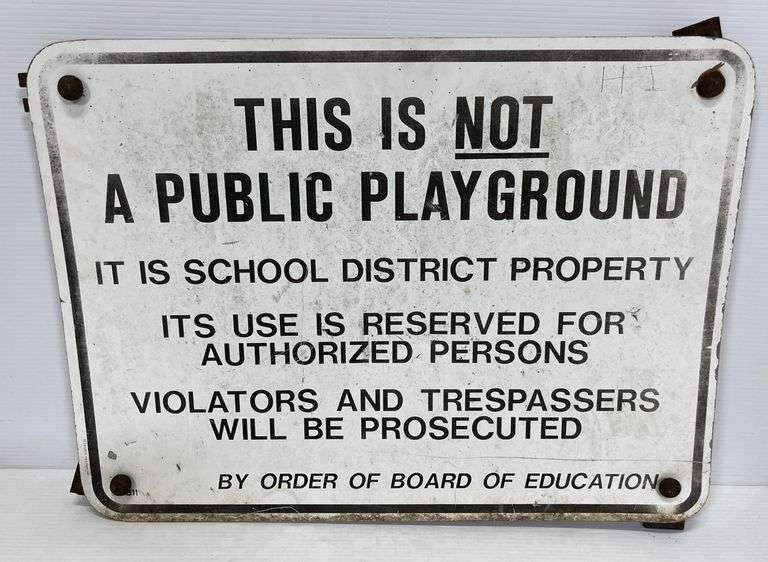 THIS IS NOT
A PUBLIC PLAYGROUND
IT IS SCHOOL DISTRICT PROPERTY
ITS USE IS RESERVED FOR
AUTHORIZED PERSONS
VIOLATORS AND TRESPASSERS
WILL BE PROSECUTED
BY ORDER OF BOARD OF EDUCATION